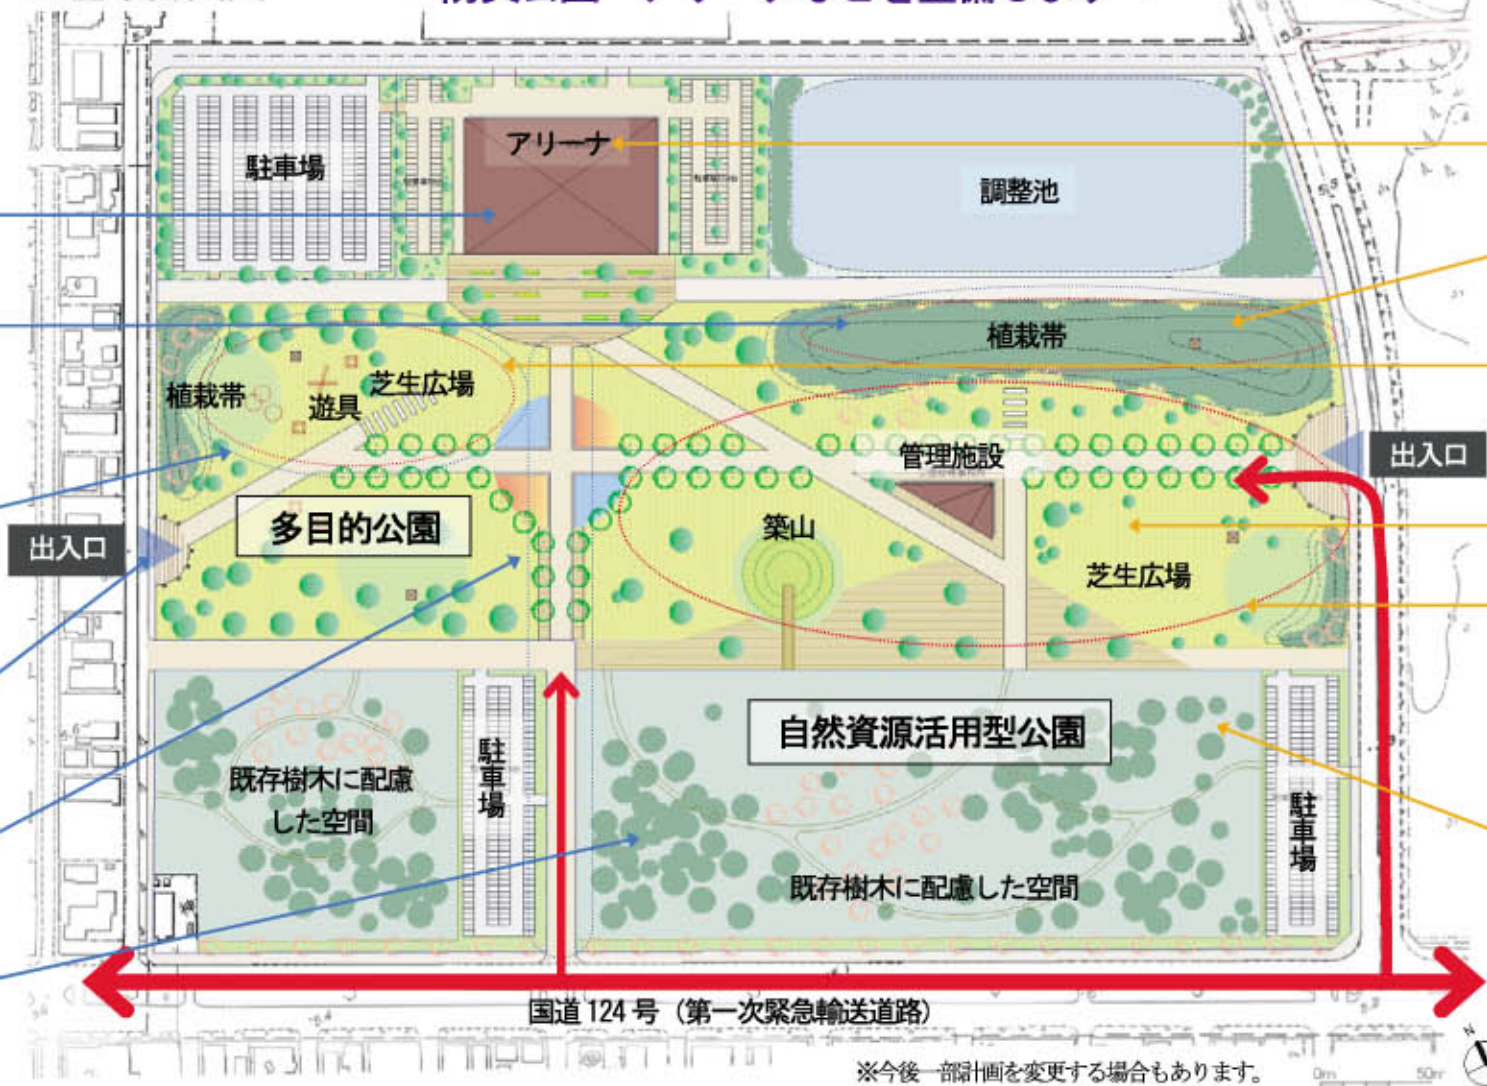 駐車場
アリーナ
調整池
植栽帯
芝生広場
遊具
植栽帯
管理施設
出入口
多目的公園
出入口
築山
芝生広場
自然資源活用型公園
既存樹木に配慮
した空間
駐車場
駐車場
既存樹木に配慮した空間
国道124号（第一次緊急輸送道路）
※今後一部計画を変更する場合もあります。
0m
50m
N